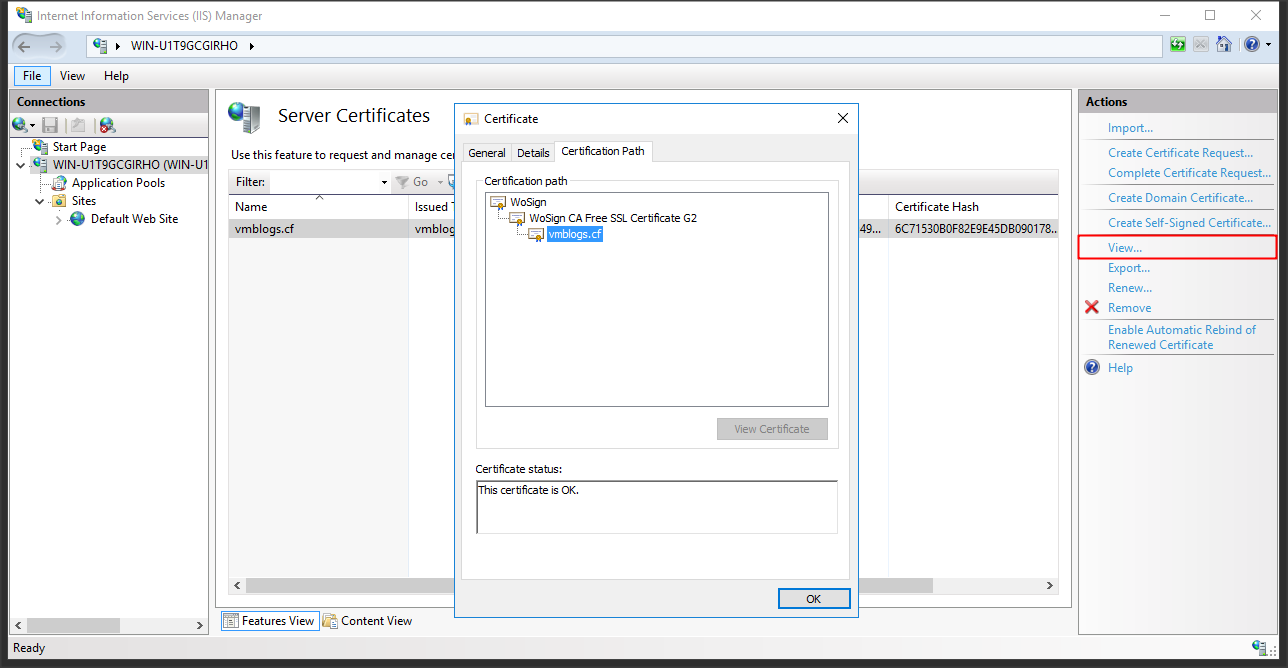 Internet Information Services (IIS) Manager
WIN-U1T9GCGIRHO
File View Help
Connections
Start Page
WIN-U1T9GCGIRHO (WIN-U1
Application Pools
Sites
Default Web Site
Server Certificates
Use this feature to request and manage cer
Filter: Go
Name Issued Certificate Hash
vmblogs.cf vmblog 49... 6C71530B0F82E9E45DB090178..
Certificate
General Details Certification Path
Certification path
WoSign
WoSign CA Free SSL Certificate G2
vmblogs.cf
View Certificate
Certificate status:
This certificate is OK.
OK
Features View Content View
Actions
Import...
Create Certificate Request...
Complete Certificate Request...
Create Domain Certificate...
Create Self-Signed Certificate...
View...
Export...
Renew...
Remove
Enable Automatic Rebind of
Renewed Certificate
Help
Ready